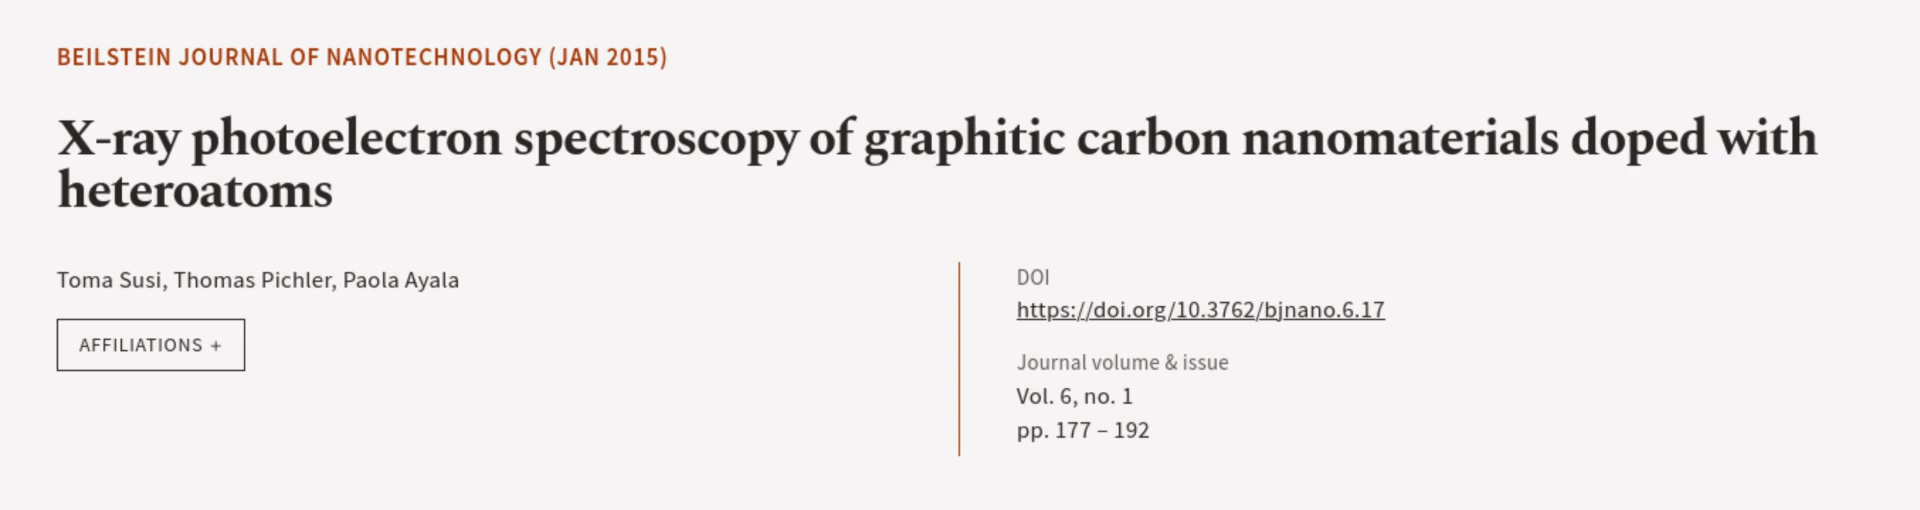 BEILSTEIN JOURNAL OF NANOTECHNOLOGY (JAN 2015)
X-ray photoelectron spectroscopy of graphitic carbon nanomaterials doped with
heteroatoms
Toma Susi, Thomas Pichler, Paola Ayala
AFFILIATIONS +
DOI
https://doi.org/10.3762/bjnano.6.17
Journal volume & issue
Vol. 6, no. 1
pp. 177 – 192